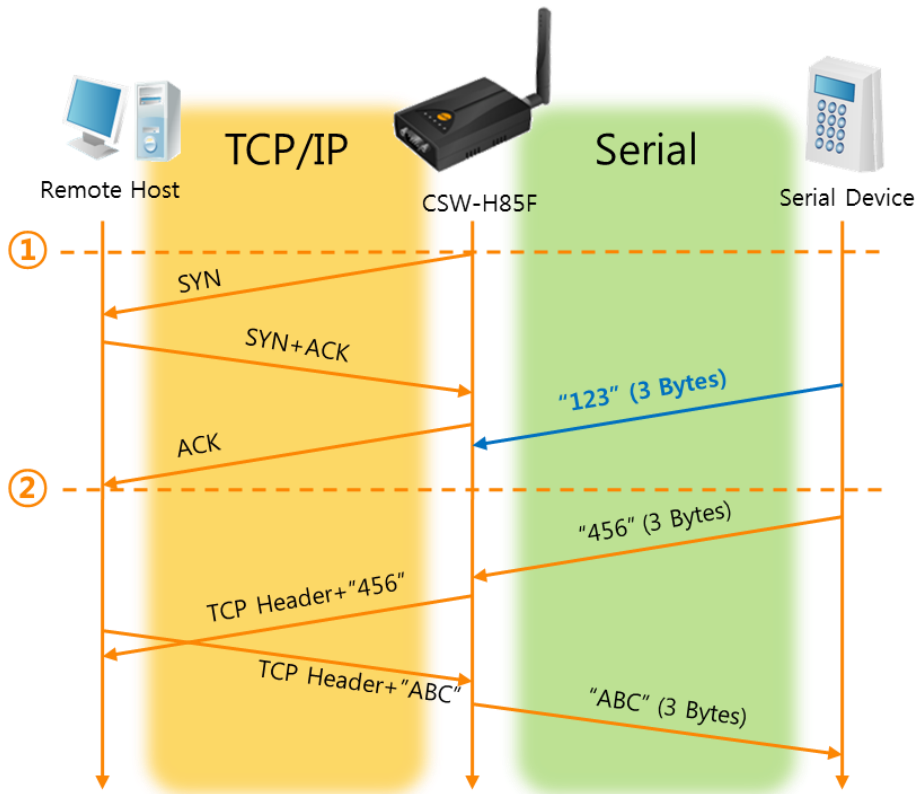 TCP/IP
Serial
Remote Host
CSW-H85F
Serial Device
①
SYN
SYN+ACK
“123” (3 Bytes)
ACK
②
“456” (3 Bytes)
TCP Header+”456”
TCP Header+”ABC”
“ABC” (3 Bytes)